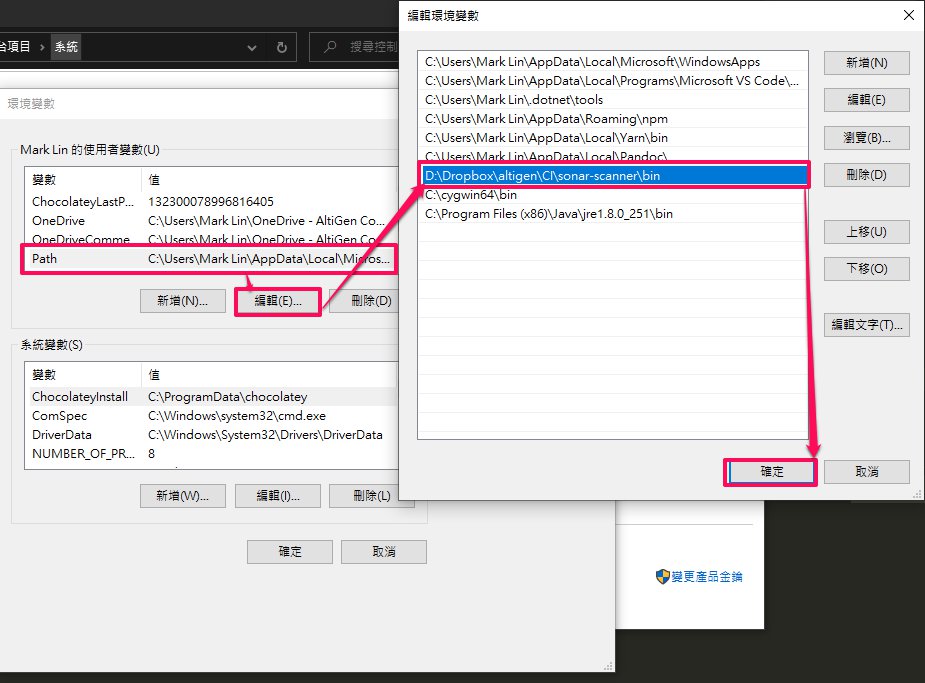 台項目 › 系統
搜尋控制
環境變數
Mark Lin 的使用者變數(U)
變數 值
ChocolateyLastP... 132300078996816405
OneDrive C:\Users\Mark Lin\OneDrive - AltiGen Co...
OneDriveComme... C:\Users\Mark Lin\OneDrive - AltiGen Co...
Path C:\Users\Mark Lin\AppData\Local\Micros...
新增(N)... 編輯(E)... 刪除(D)
系統變數(S)
變數 值
ChocolateyInstall C:\ProgramData\chocolatey
ComSpec C:\Windows\system32\cmd.exe
DriverData C:\Windows\System32\Drivers\DriverData
NUMBER_OF_PR... 8
新增(W)... 編輯(I)... 刪除(L)
確定 取消
編輯環境變數
C:\Users\Mark Lin\AppData\Local\Microsoft\WindowsApps
C:\Users\Mark Lin\AppData\Local\Programs\Microsoft VS Code\...
C:\Users\Mark Lin\.dotnet\tools
C:\Users\Mark Lin\AppData\Roaming\npm
C:\Users\Mark Lin\AppData\Local\Yarn\bin
C:\Users\Mark Lin\AppData\Local\Pandoc\
D:\Dropbox\altigen\CI\sonar-scanner\bin
C:\cygwin64\bin
C:\Program Files (x86)\Java\jre1.8.0_251\bin
新增(N)
編輯(E)
瀏覽(B)...
刪除(D)
上移(U)
下移(O)
編輯文字(T)...
確定 取消
變更產品金鑰